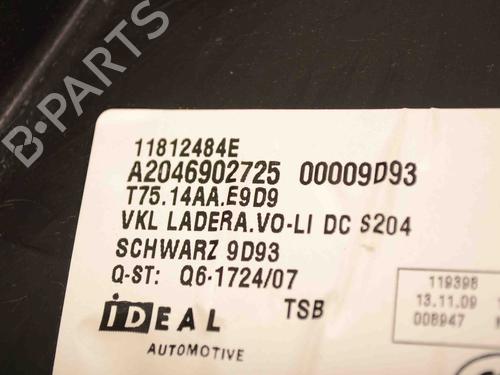 B-PARTS
11812484E
A2046902725 00009D93
T75.14AA.E9D9
VKL LADERA.VO-LI DC S204
SCHWARZ 9D93
Q-ST: Q6-1724/07
119398
13.11.09
008947
iDEAL TSB
AUTOMOTIVE